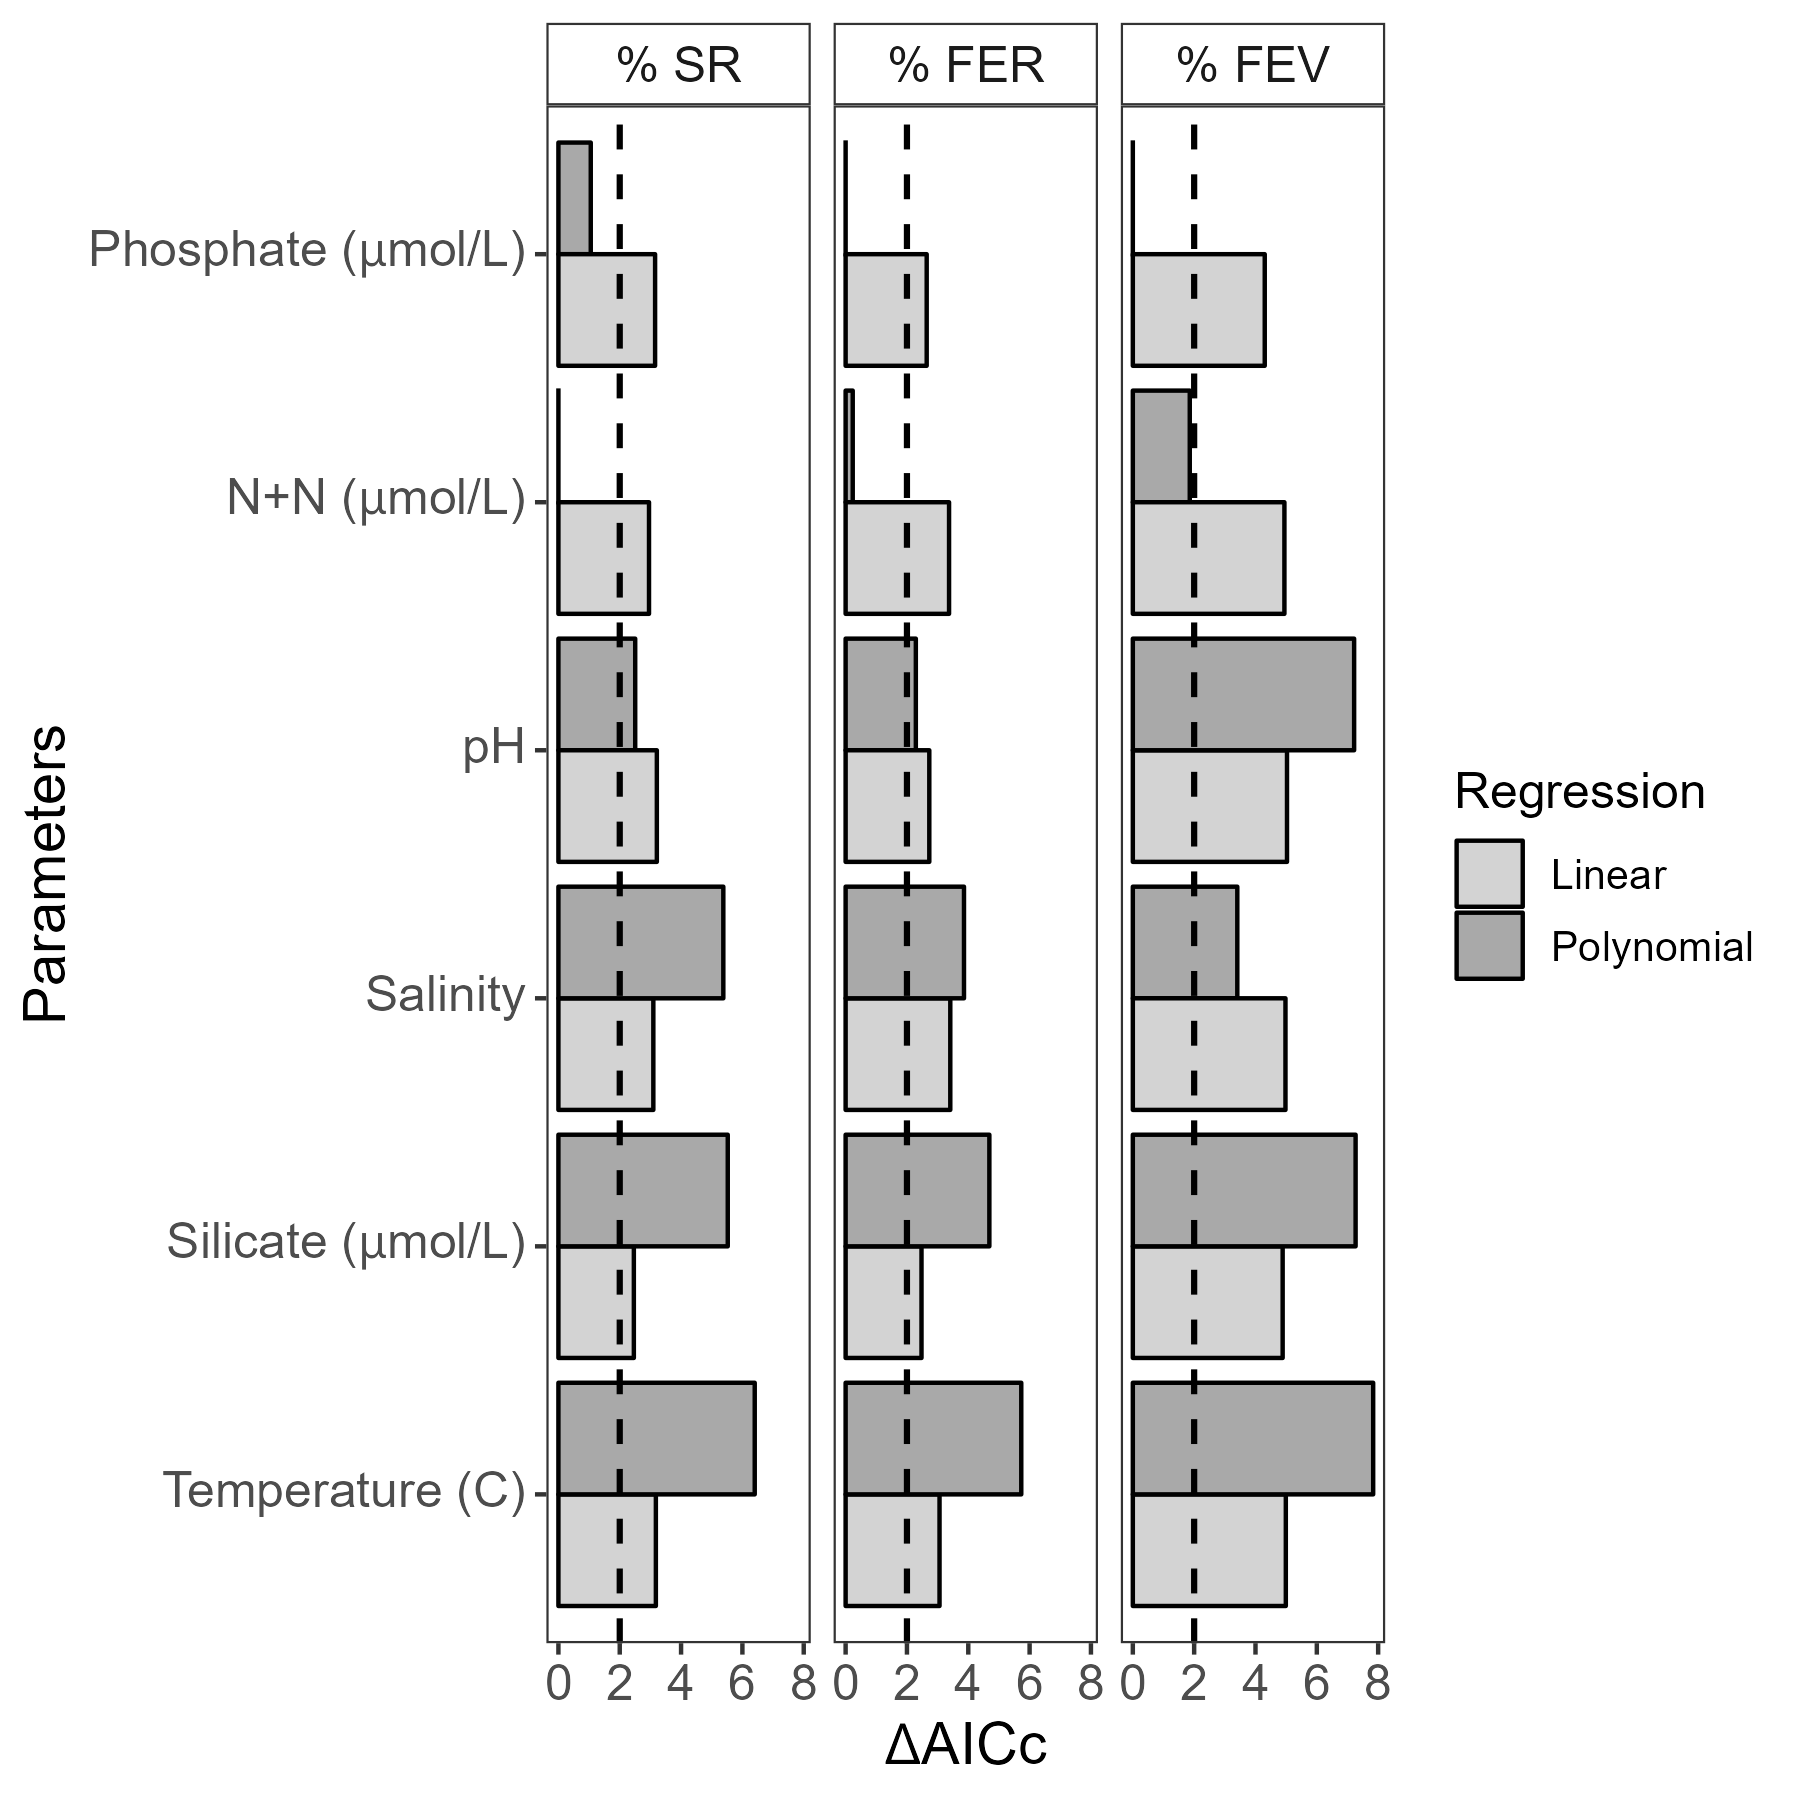 % SR
% FER
% FEV
Parameters
Phosphate (µmol/L)
N+N (µmol/L)
pH
Salinity
Silicate (µmol/L)
Temperature (C)
0 2 4 6 8
0 2 4 6 8
0 2 4 6 8
ΔAICc
Regression
Linear
Polynomial